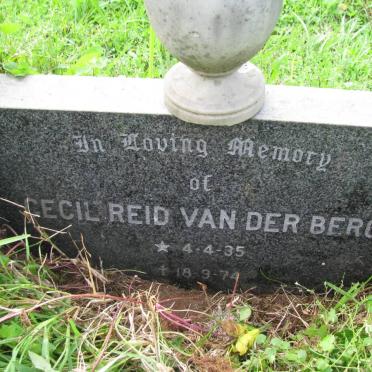 In Loving Memory
of
CECIL REID VAN DER BERG
★ 4-4-35
✝ 18-9-74